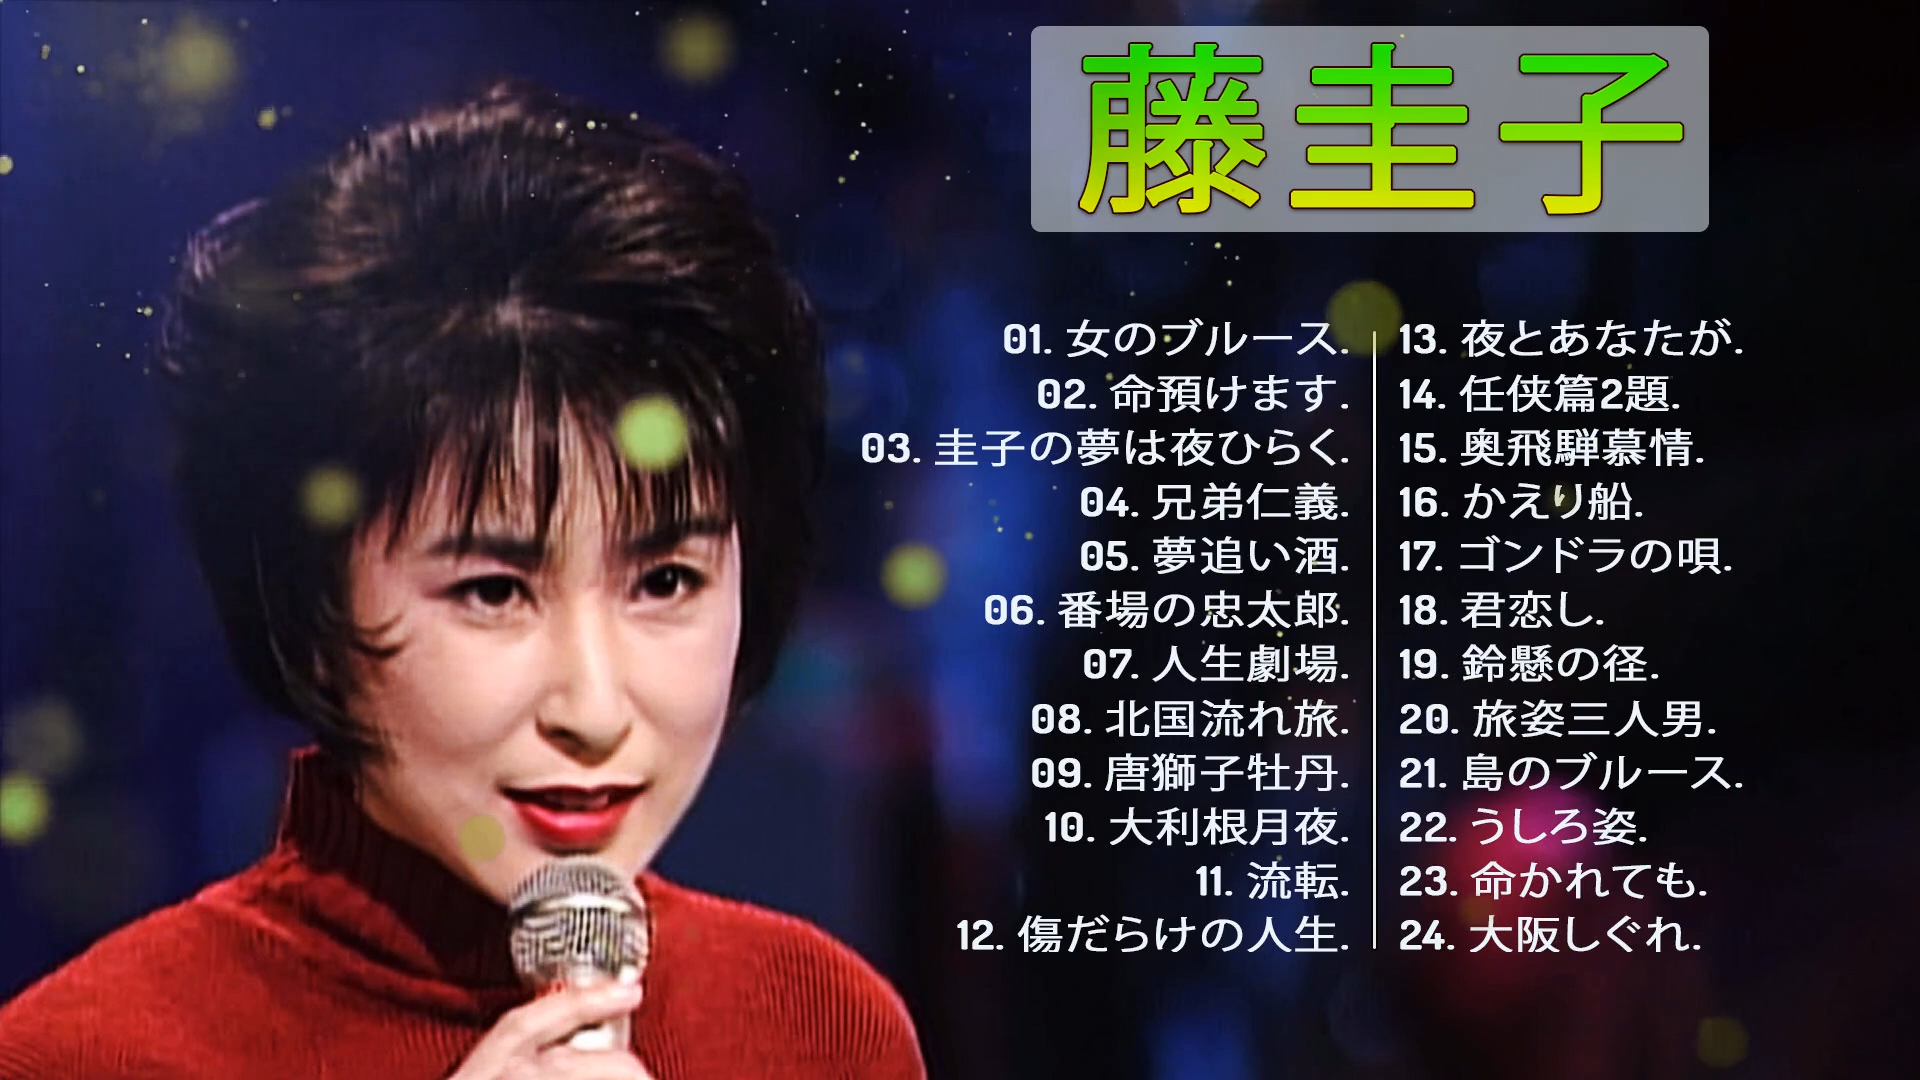 藤圭子
01. 女のブルース.
02. 命預けます.
03. 圭子の夢は夜ひらく.
04. 兄弟仁義.
05. 夢追い酒.
06. 番場の忠太郎.
07. 人生劇場.
08. 北国流れ旅.
09. 唐獅子牡丹.
10. 大利根月夜.
11. 流転.
12. 傷だらけの人生.
13. 夜とあなたが.
14. 任侠篇2題.
15. 奥飛騨慕情.
16. かえり船.
17. ゴンドラの唄.
18. 君恋し.
19. 鈴懸の径.
20. 旅姿三人男.
21. 島のブルース.
22. うしろ姿.
23. 命かれても.
24. 大阪しぐれ.